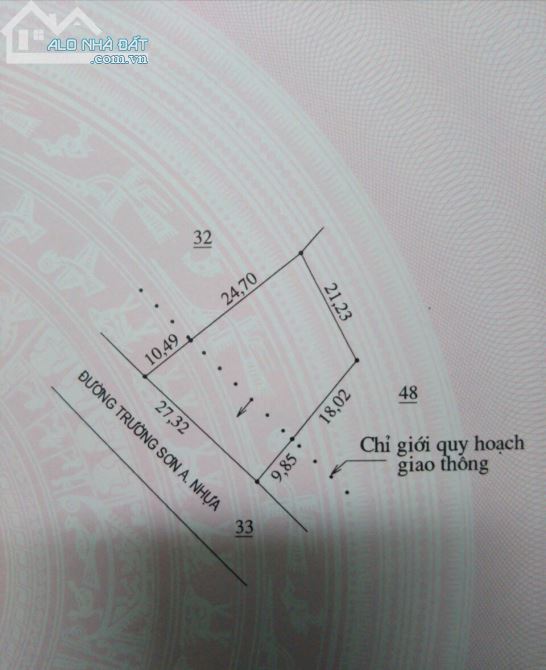 ALO NHÀ ĐẤT
.com.vn
32
24,70
21,23
10,49
27,32
18,02
48
ĐƯỜNG TRƯỜNG SƠN A. NHỰA
9,85
Chỉ giới quy hoạch
giao thông
33